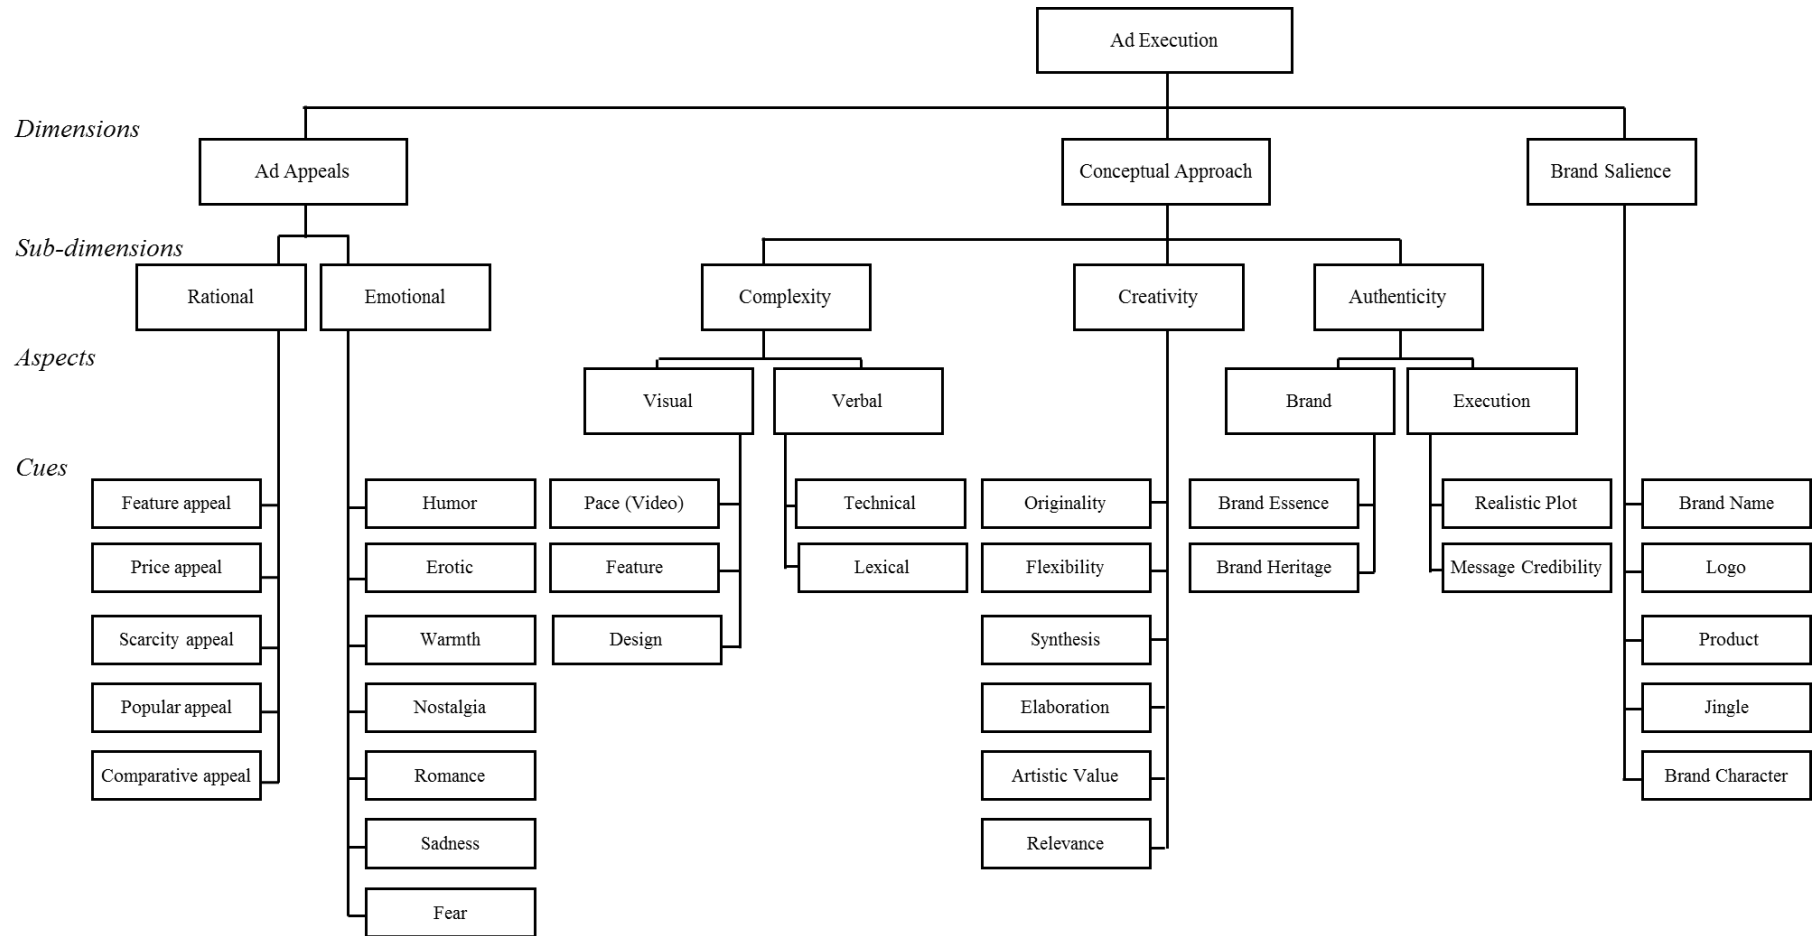 Ad Execution
Dimensions
Ad Appeals
Conceptual Approach
Brand Salience
Sub-dimensions
Rational
Emotional
Complexity
Creativity
Authenticity
Aspects
Visual
Verbal
Brand
Execution
Cues
Feature appeal
Humor
Pace (Video)
Technical
Originality
Brand Essence
Realistic Plot
Brand Name
Price appeal
Erotic
Feature
Lexical
Flexibility
Brand Heritage
Message Credibility
Logo
Scarcity appeal
Warmth
Design
Synthesis
Product
Popular appeal
Nostalgia
Elaboration
Jingle
Comparative appeal
Romance
Artistic Value
Brand Character
Sadness
Relevance
Fear